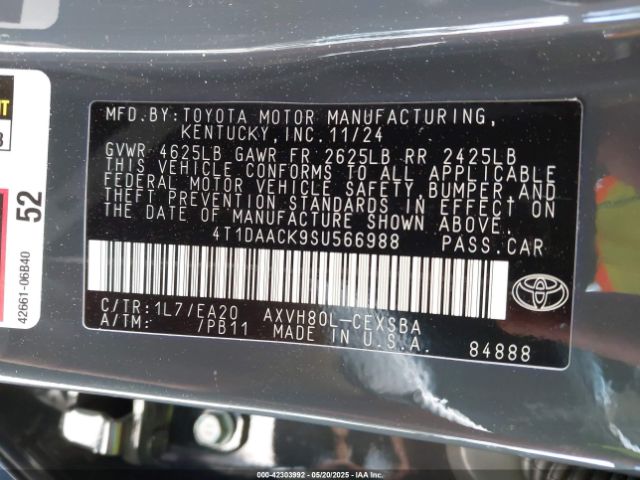 MFD.BY:TOYOTA MOTOR MANUFACTURING,
KENTUCKY,INC.11/24
GVWR 4625LB GAWR FR 2625LB RR 2425LB
THIS VEHICLE CONFORMS TO ALL APPLICABLE
FEDERAL MOTOR VEHICLE SAFETY, BUMPER AND
THEFT PREVENTION STANDARDS IN EFFECT ON
THE DATE OF MANUFACTURE SHOWN ABOVE.
4T1DAACK9SU566988 PASS.CAR
C/TR:1L7/EA20 AXVH80L-CEXSBA
A/TM: /PB11 MADE IN U.S.A. 84888
52
42661-06B40
000-42303992 05/20/2025 IAAI.COM